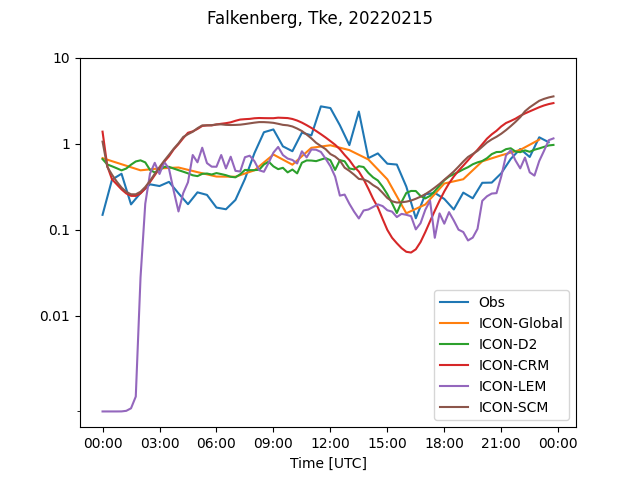 Falkenberg, Tke, 20220215
10
1
0.1
0.01
Obs
ICON-Global
ICON-D2
ICON-CRM
ICON-LEM
ICON-SCM
00:00 03:00 06:00 09:00 12:00 15:00 18:00 21:00 00:00
Time [UTC]